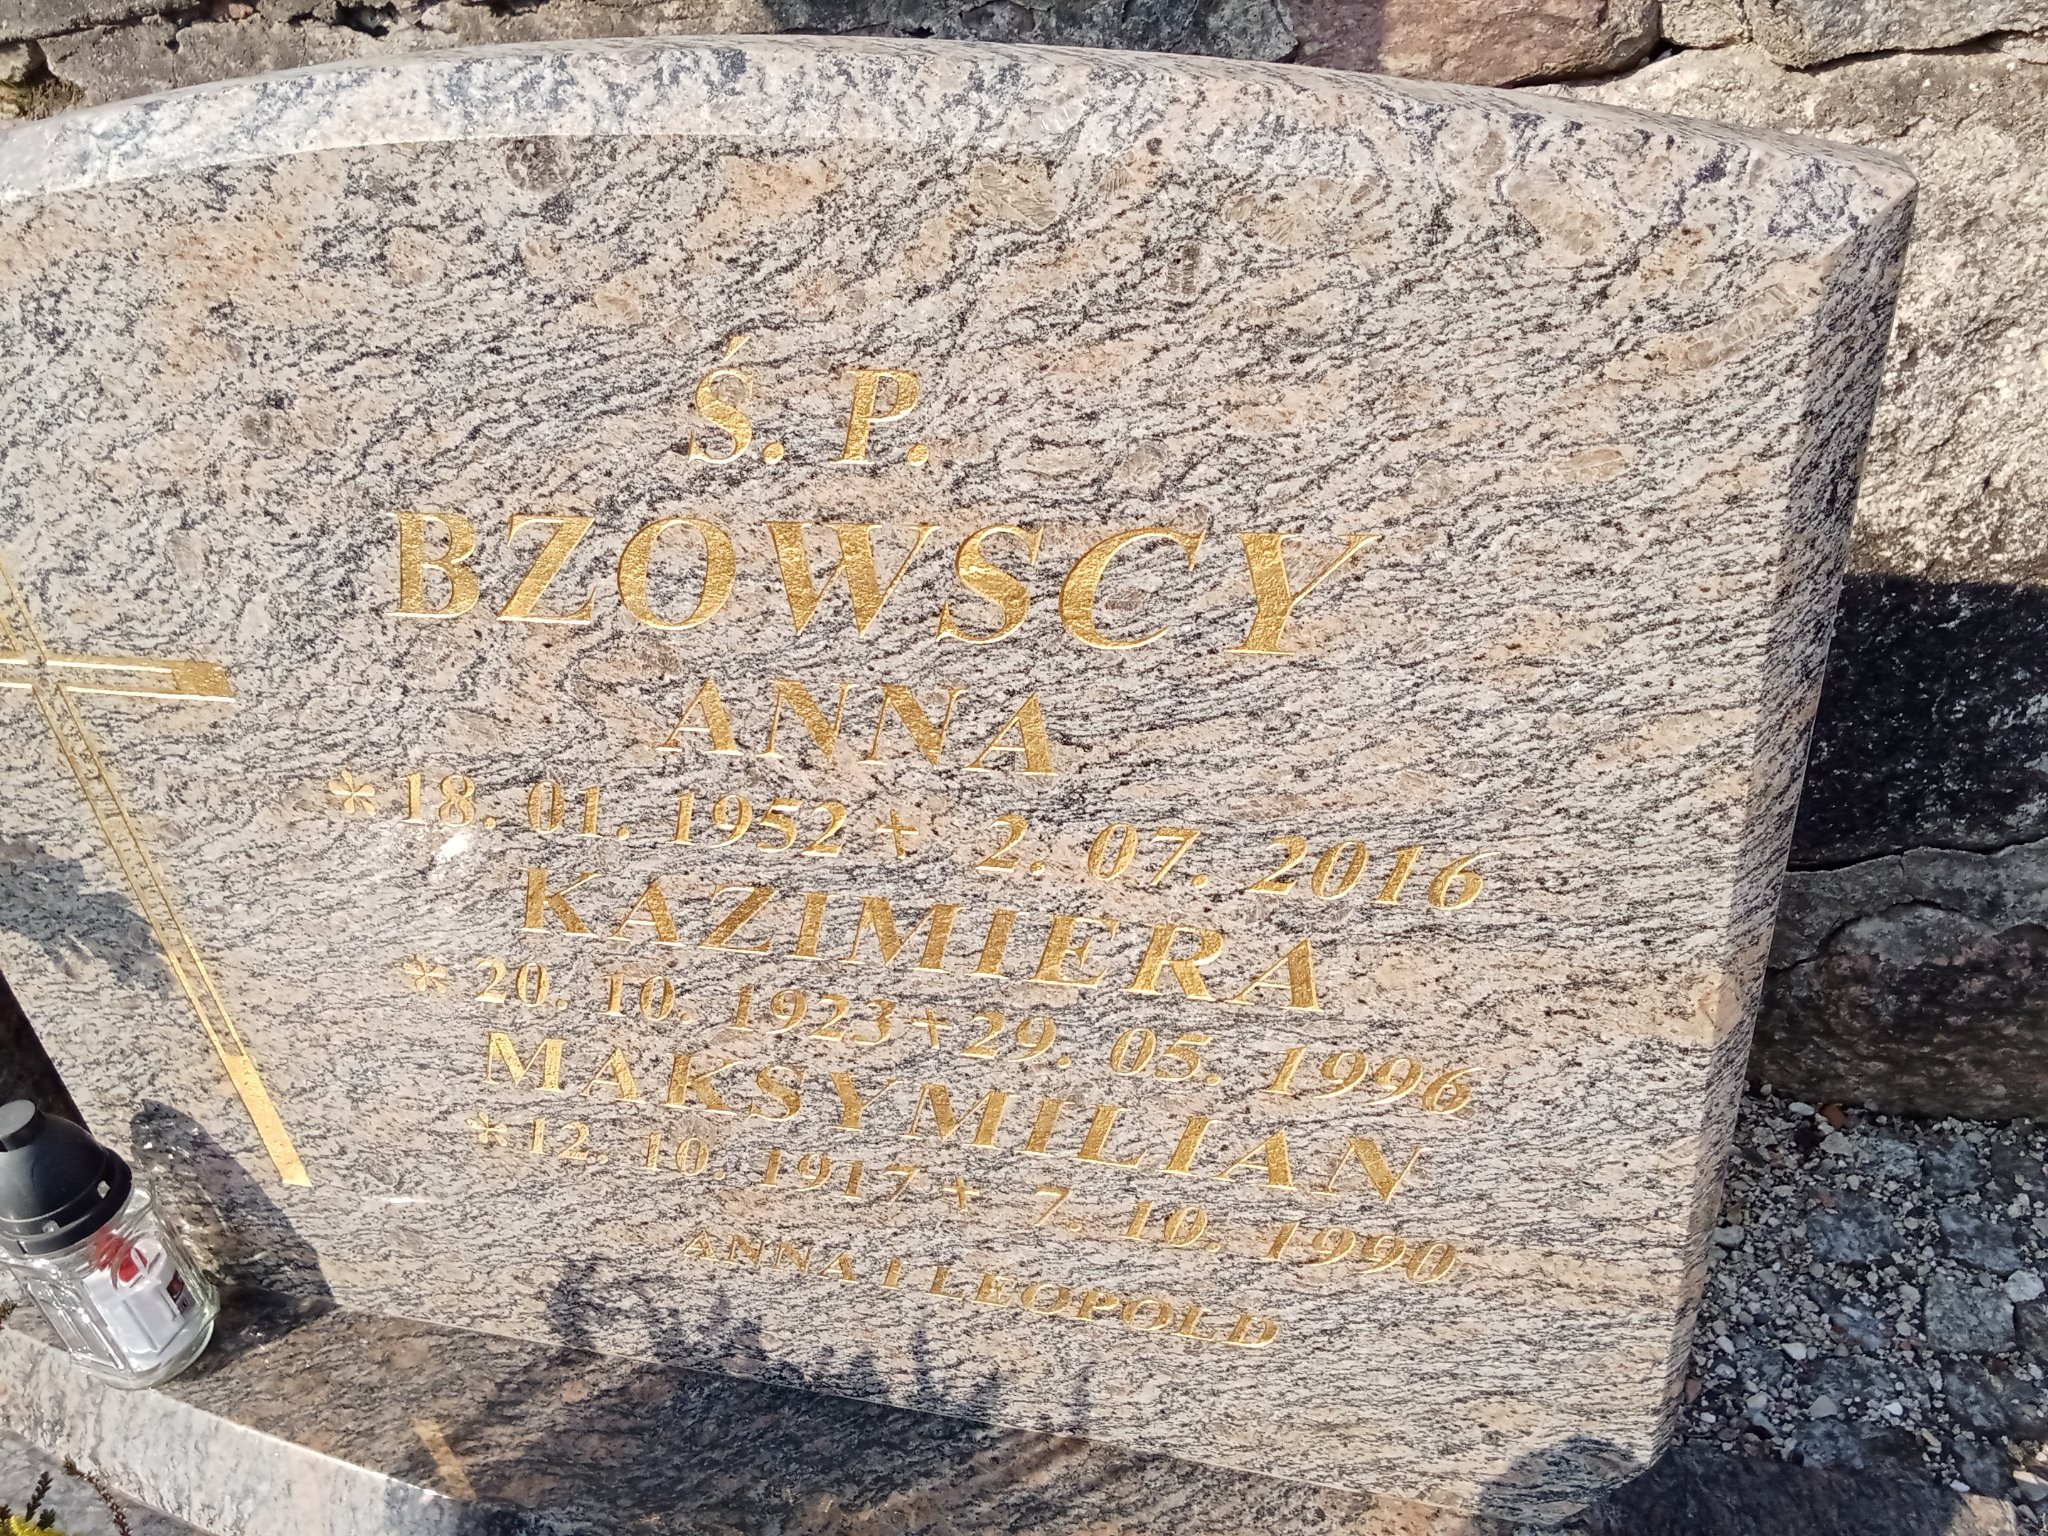 Ś. P.
BZOWSCY
ANNA
* 18. 01. 1952 + 2. 07. 2016
KAZIMIERA
* 20. 10. 1923 + 29. 05. 1996
MAKSYMILIAN
* 12. 10. 1917 + 7. 10. 1990
ANNA I LEOPOLD